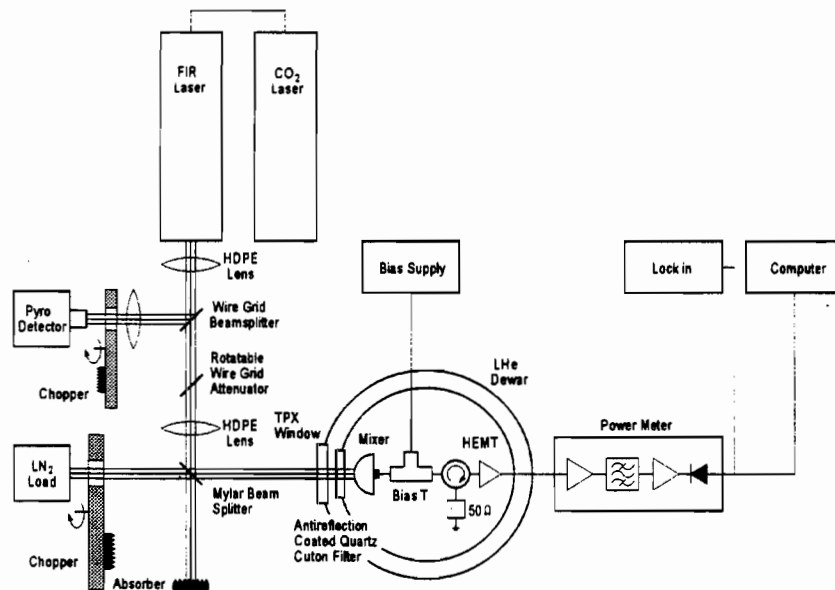 FIR
Laser
CO2
Laser
HDPE
Lens
Bias Supply
Lock in
Computer
Pyro
Detector
Wire Grid
Beamsplitter
Rotatable
Wire Grid
Attenuator
Chopper
LHe
Dewar
HDPE
Lens
TPX
Window
Mixer
HEMT
Power Meter
LN2
Load
Bias T
50 Ω
Mylar Beam
Splitter
Antireflection
Coated Quartz
Cuton Filter
Chopper
Absorber